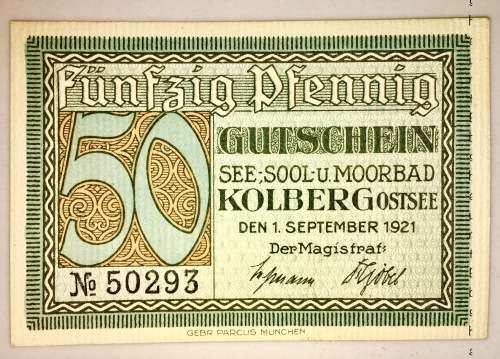 Fünfzig Pfennig
50
GUTSCHEIN
SEE-, SOOL- U. MOORBAD
KOLBERG OSTSEE
DEN 1. SEPTEMBER 1921
Der Magistrat:
№ 50293
GEBR. PARCUS MÜNCHEN